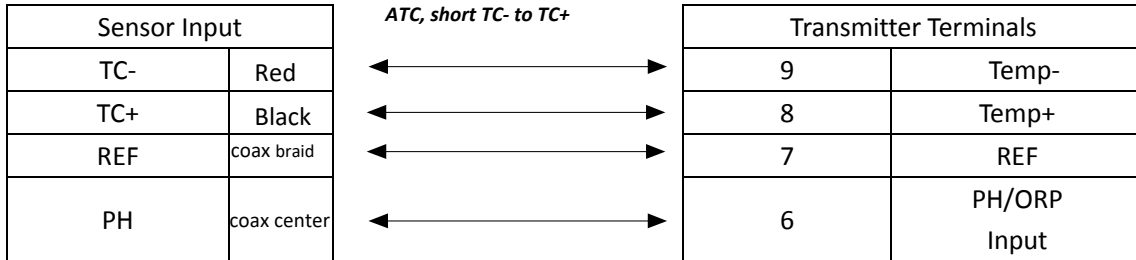 ATC, short TC- to TC+
Sensor Input Transmitter Terminals
TC- Red 9 Temp-
TC+ Black 8 Temp+
REF coax braid 7 REF
PH coax center 6 PH/ORP
Input